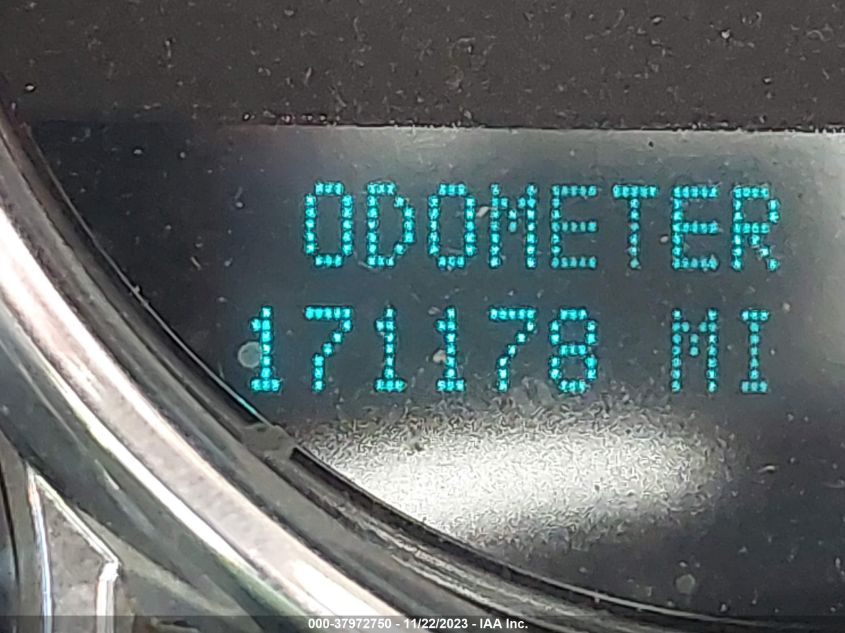 ODOMETER
171178 MI
000-37972750 - 11/22/2023 - IAA Inc.